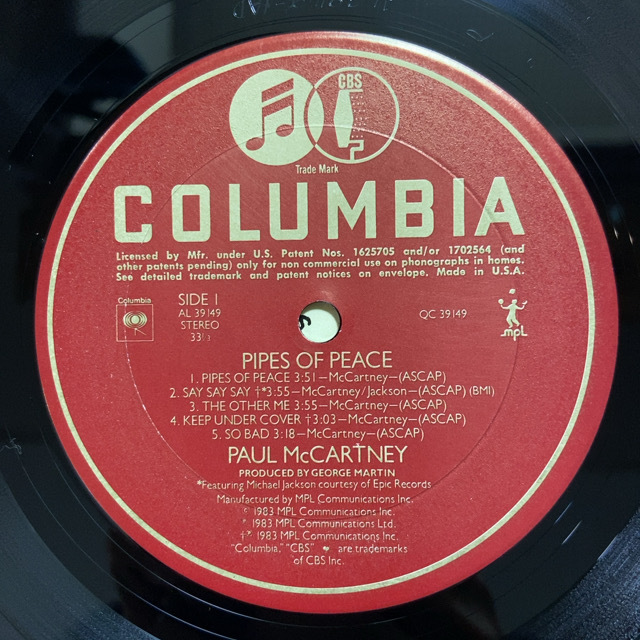 CBS
Trade Mark
COLUMBIA
Licensed by Mfr. under U.S. Patent Nos. 1625705 and/or 1702564 (and
other patents pending) only for non commercial use on phonographs in homes.
See detailed trademark and patent notices on envelope. Made in U.S.A.
Columbia
SIDE 1
AL 39149
STEREO
33⅓
QC 39149
mpL
PIPES OF PEACE
1. PIPES OF PEACE 3:51-McCartney-(ASCAP)
2. SAY SAY SAY †*3:55-McCartney/Jackson-(ASCAP) (BMI)
3. THE OTHER ME 3:55-McCartney-(ASCAP)
4. KEEP UNDER COVER †3:03-McCartney-(ASCAP)
5. SO BAD 3:18-McCartney-(ASCAP)
PAUL McCARTNEY
PRODUCED BY GEORGE MARTIN
*Featuring Michael Jackson courtesy of Epic Records
Manufactured by MPL Communications Inc.
© 1983 MPL Communications Inc.
1983 MPL Communications Ltd.
†℗ 1983 MPL Communications Inc.
"Columbia," "CBS" are trademarks
of CBS Inc.